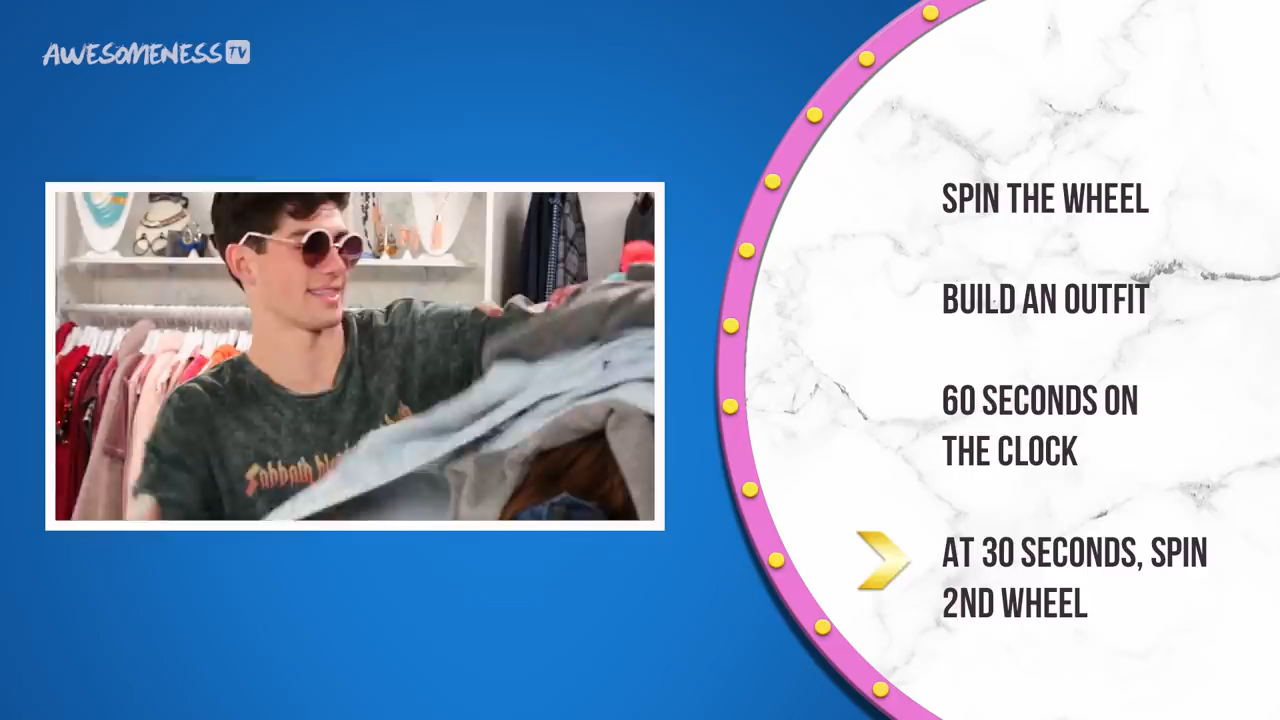 AWESOMENESS TV
SPIN THE WHEEL
BUILD AN OUTFIT
60 SECONDS ON
THE CLOCK
AT 30 SECONDS, SPIN
2ND WHEEL
Sabbath